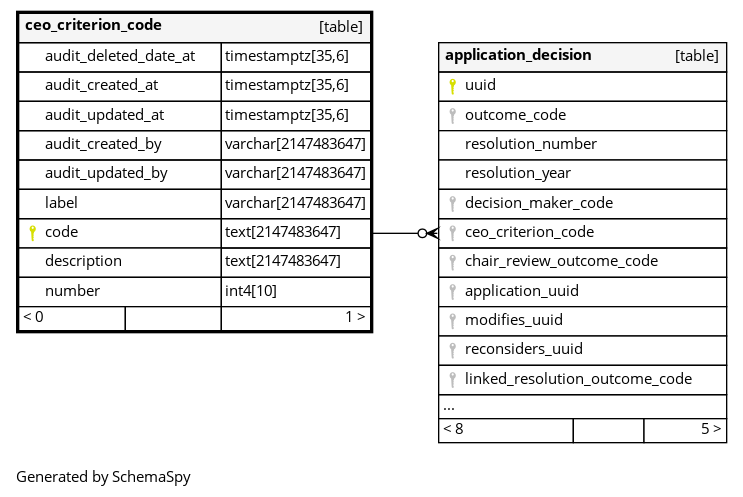 ceo_criterion_code [table]
audit_deleted_date_at timestamptz[35,6]
audit_created_at timestamptz[35,6]
audit_updated_at timestamptz[35,6]
audit_created_by varchar[2147483647]
audit_updated_by varchar[2147483647]
label varchar[2147483647]
code text[2147483647]
description text[2147483647]
number int4[10]
< 0 1 >
application_decision [table]
uuid
outcome_code
resolution_number
resolution_year
decision_maker_code
ceo_criterion_code
chair_review_outcome_code
application_uuid
modifies_uuid
reconsiders_uuid
linked_resolution_outcome_code
...
< 8 5 >
Generated by SchemaSpy